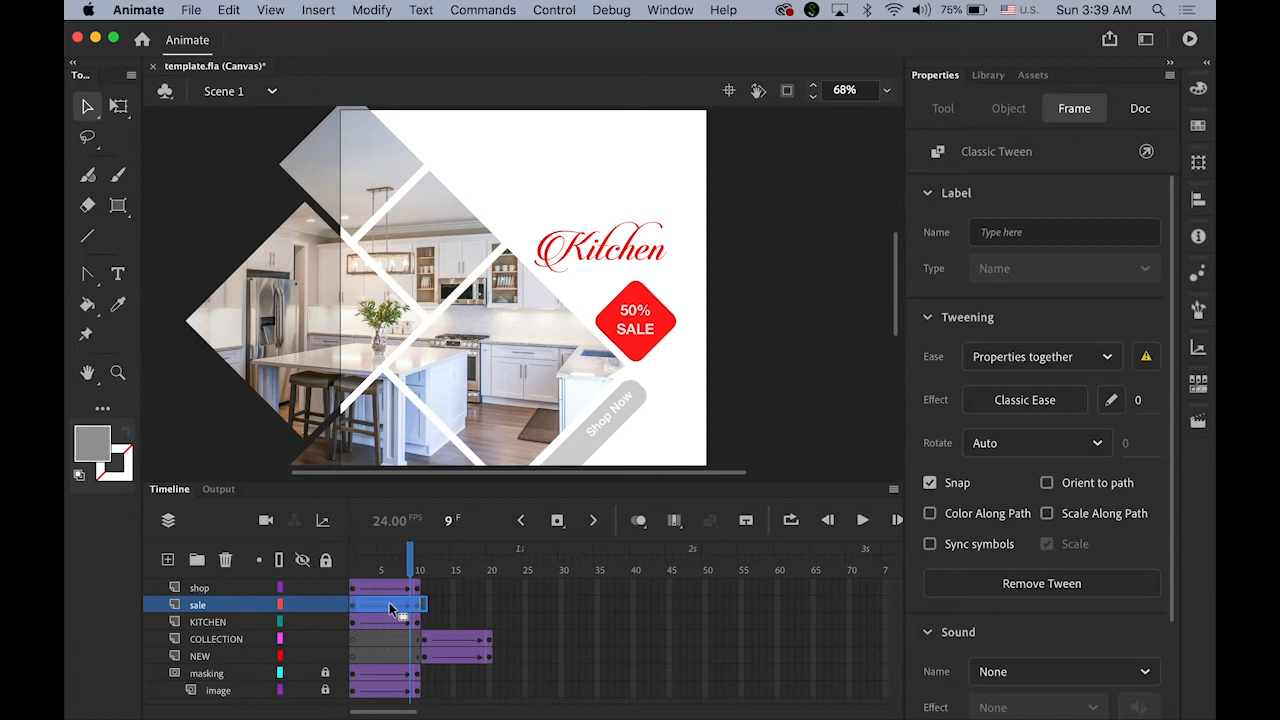 Animate File Edit View Insert Modify Text Commands Control Debug Window Help 75% U.S. Sun 3:39 AM
Animate
To...
template.fla (Canvas)*
Properties Library Assets
Scene 1 68%
Tool Object Frame Doc
Classic Tween
Label
Name Type here
Type Name
Kitchen
50%
SALE
Shop Now
Tweening
Ease Properties together
Effect Classic Ease 0
Rotate Auto 0
Snap Orient to path
Color Along Path Scale Along Path
Sync symbols Scale
Remove Tween
Sound
Name None
Effect None
Timeline Output
24.00 FPS 9 F
1s 2s 3s
5 10 15 20 25 30 35 40 45 50 55 60 65 70 7
shop
sale
KITCHEN
COLLECTION
NEW
masking
image